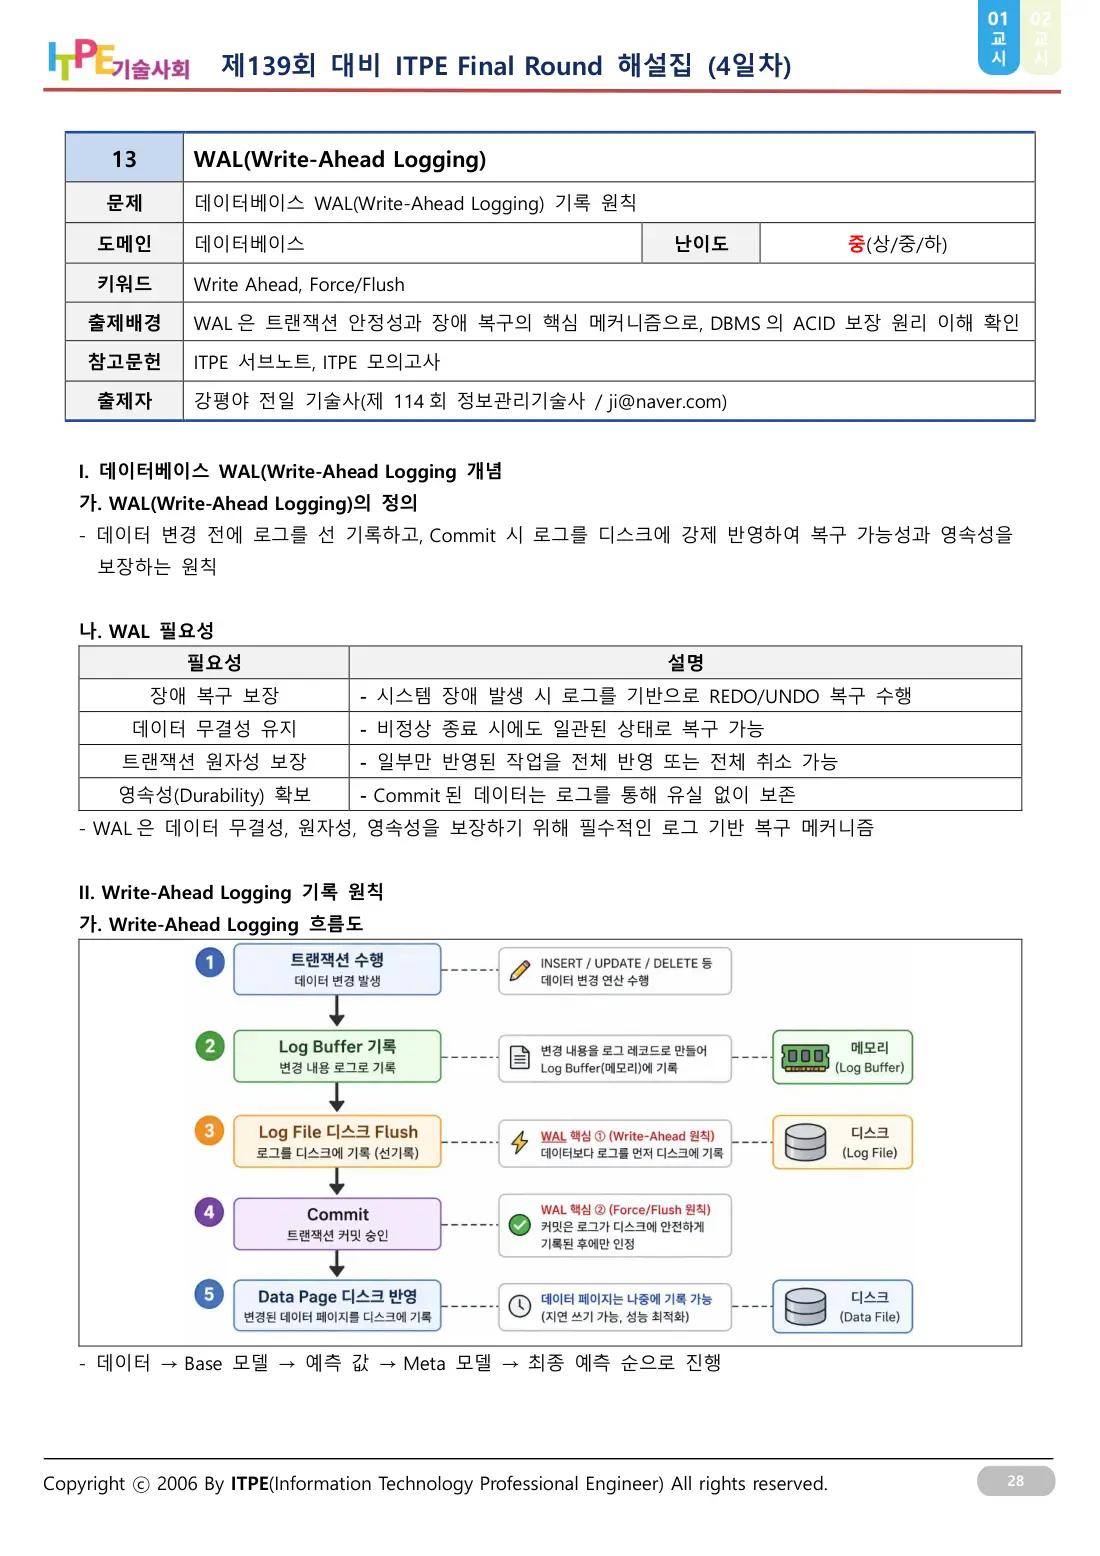 01
교
시
02
교
시
ITPE기술사회 제139회 대비 ITPE Final Round 해설집 (4일차)
13 WAL(Write-Ahead Logging)
문제 데이터베이스 WAL(Write-Ahead Logging) 기록 원칙
도메인 데이터베이스 난이도 중(상/중/하)
키워드 Write Ahead, Force/Flush
출제배경 WAL은 트랜잭션 안정성과 장애 복구의 핵심 메커니즘으로, DBMS의 ACID 보장 원리 이해 확인
참고문헌 ITPE 서브노트, ITPE 모의고사
출제자 강평야 전일 기술사(제 114회 정보관리기술사 / ji@naver.com)
I. 데이터베이스 WAL(Write-Ahead Logging 개념
가. WAL(Write-Ahead Logging)의 정의
- 데이터 변경 전에 로그를 선 기록하고, Commit 시 로그를 디스크에 강제 반영하여 복구 가능성과 영속성을
보장하는 원칙
나. WAL 필요성
필요성 설명
장애 복구 보장 - 시스템 장애 발생 시 로그를 기반으로 REDO/UNDO 복구 수행
데이터 무결성 유지 - 비정상 종료 시에도 일관된 상태로 복구 가능
트랜잭션 원자성 보장 - 일부만 반영된 작업을 전체 반영 또는 전체 취소 가능
영속성(Durability) 확보 - Commit된 데이터는 로그를 통해 유실 없이 보존
- WAL은 데이터 무결성, 원자성, 영속성을 보장하기 위해 필수적인 로그 기반 복구 메커니즘
II. Write-Ahead Logging 기록 원칙
가. Write-Ahead Logging 흐름도
1 트랜잭션 수행
데이터 변경 발생
INSERT / UPDATE / DELETE 등
데이터 변경 연산 수행
2 Log Buffer 기록
변경 내용 로그로 기록
변경 내용을 로그 레코드로 만들어
Log Buffer(메모리)에 기록
메모리
(Log Buffer)
3 Log File 디스크 Flush
로그를 디스크에 기록 (선기록)
WAL 핵심 ① (Write-Ahead 원칙)
데이터보다 로그를 먼저 디스크에 기록
디스크
(Log File)
4 Commit
트랜잭션 커밋 승인
WAL 핵심 ② (Force/Flush 원칙)
커밋은 로그가 디스크에 안전하게
기록된 후에만 인정
5 Data Page 디스크 반영
변경된 데이터 페이지를 디스크에 기록
데이터 페이지는 나중에 기록 가능
(지연 쓰기 가능, 성능 최적화)
디스크
(Data File)
- 데이터 → Base 모델 → 예측 값 → Meta 모델 → 최종 예측 순으로 진행
Copyright ⓒ 2006 By ITPE(Information Technology Professional Engineer) All rights reserved.
28